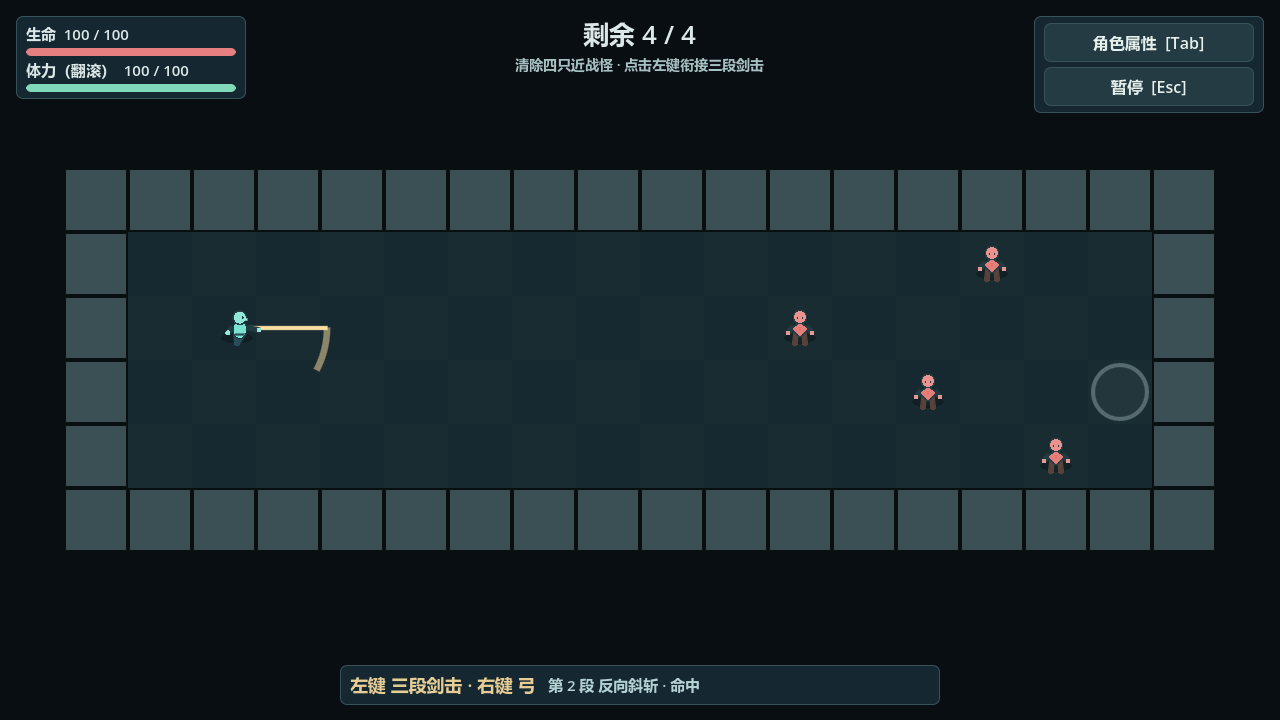 生命 100 / 100
体力（翻滚） 100 / 100
剩余 4 / 4
清除四只近战怪 · 点击左键衔接三段剑击
角色属性 [Tab]
暂停 [Esc]
左键 三段剑击 · 右键 弓 第 2 段 反向斜斩 · 命中